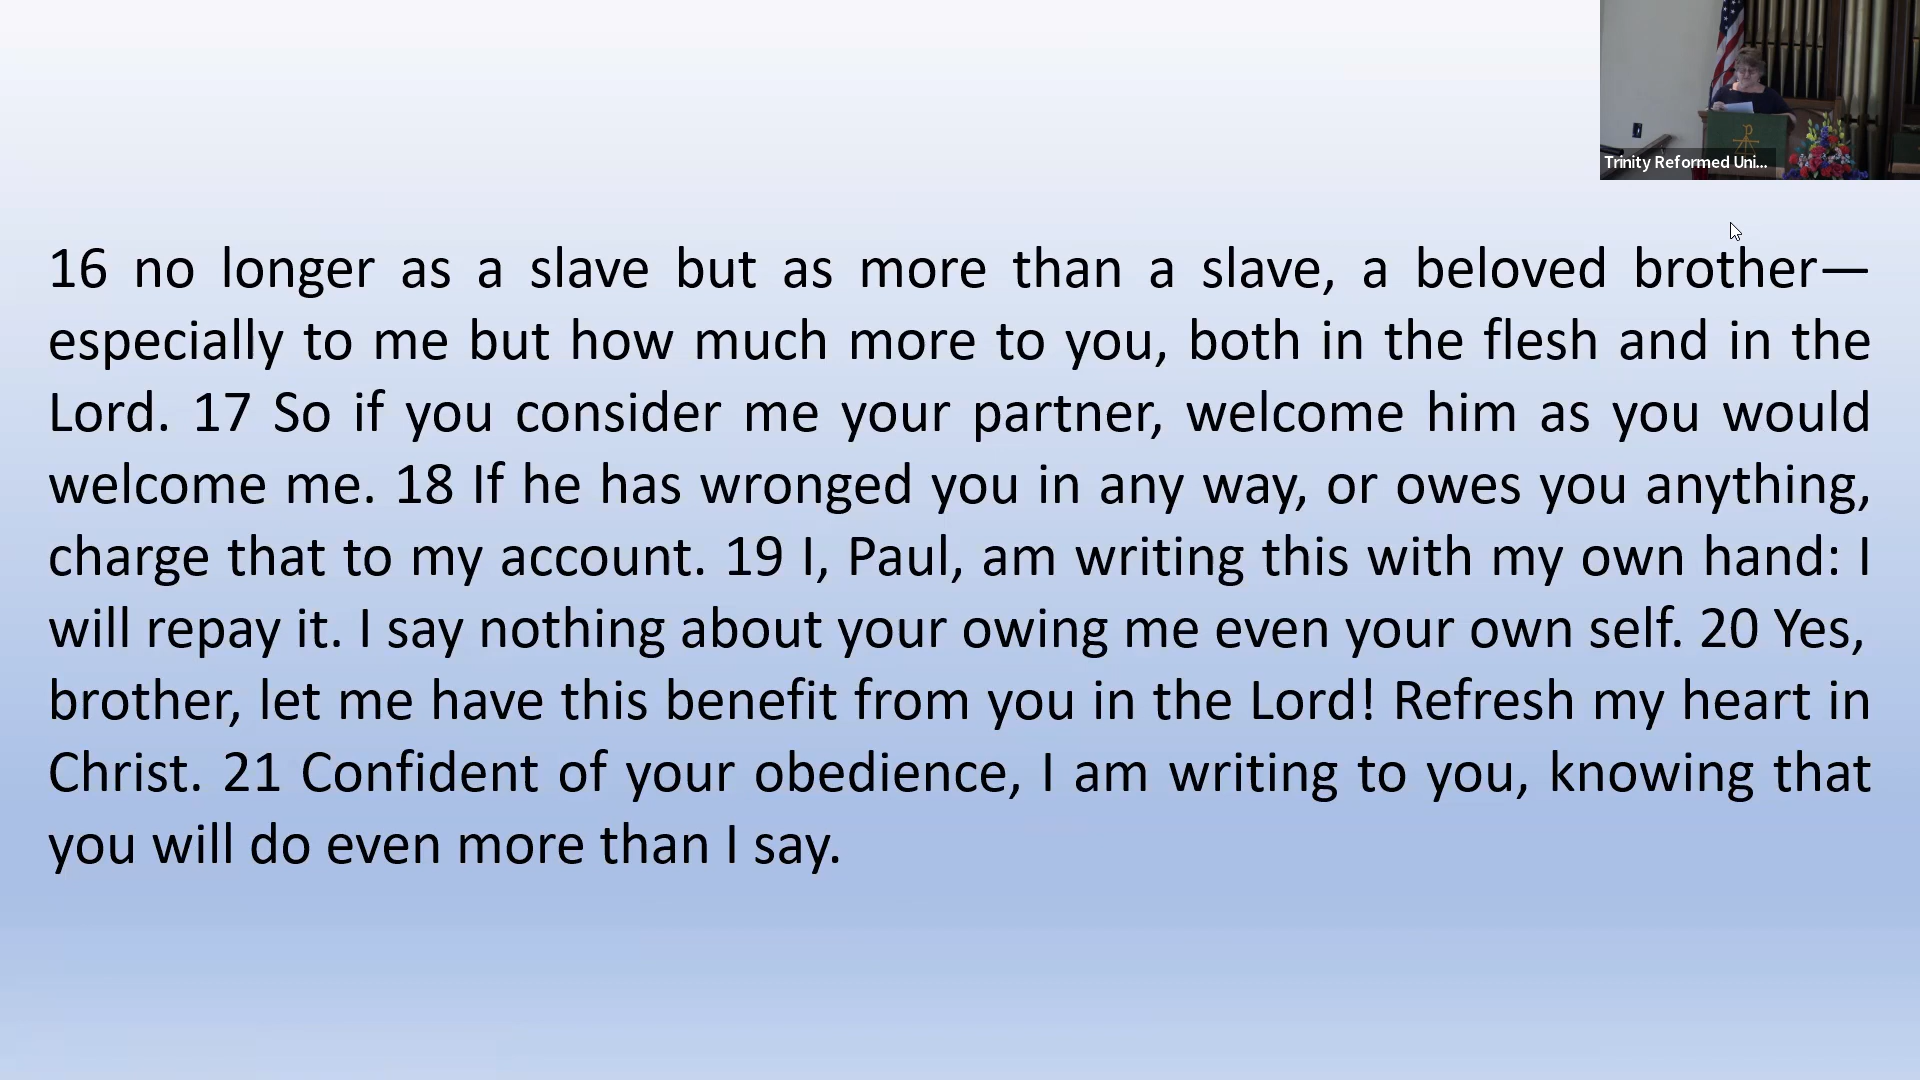 Trinity Reformed Uni...
16 no longer as a slave but as more than a slave, a beloved brother—
especially to me but how much more to you, both in the flesh and in the
Lord. 17 So if you consider me your partner, welcome him as you would
welcome me. 18 If he has wronged you in any way, or owes you anything,
charge that to my account. 19 I, Paul, am writing this with my own hand: I
will repay it. I say nothing about your owing me even your own self. 20 Yes,
brother, let me have this benefit from you in the Lord! Refresh my heart in
Christ. 21 Confident of your obedience, I am writing to you, knowing that
you will do even more than I say.